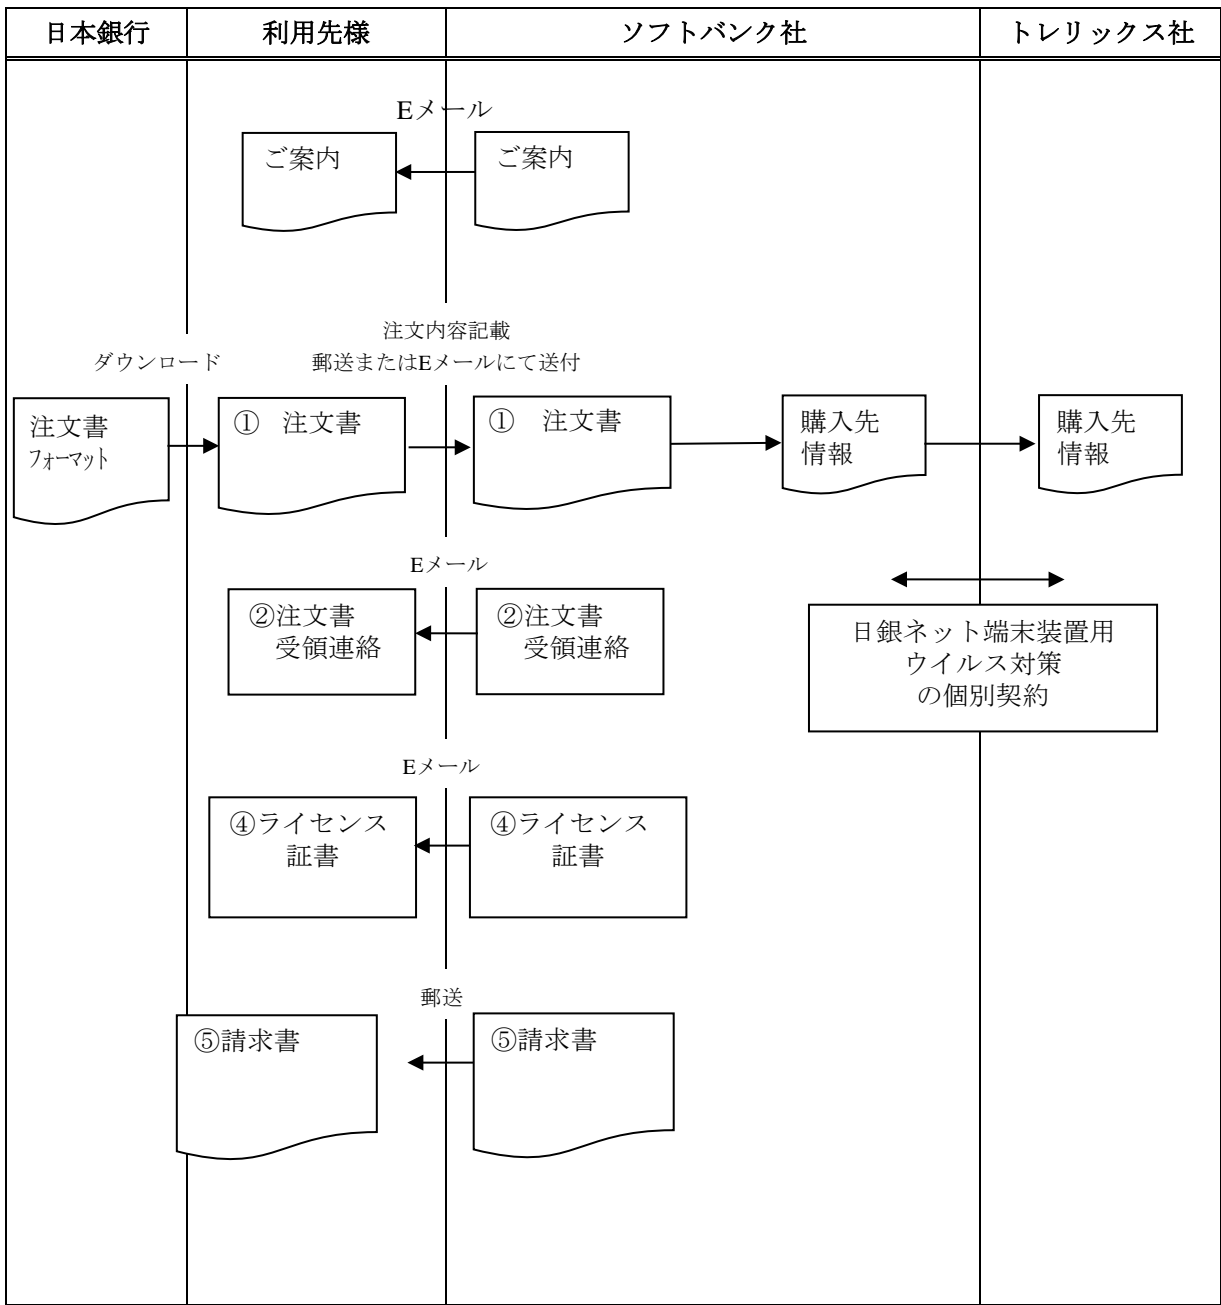 日本銀行
利用先様
ソフトバンク社
トレリックス社
Eメール
ご案内
ご案内
注文内容記載
ダウンロード
郵送またはEメールにて送付
注文書
フォーマット
① 注文書
① 注文書
購入先
情報
購入先
情報
Eメール
②注文書
受領連絡
②注文書
受領連絡
日銀ネット端末装置用
ウイルス対策
の個別契約
Eメール
④ライセンス
証書
④ライセンス
証書
郵送
⑤請求書
⑤請求書